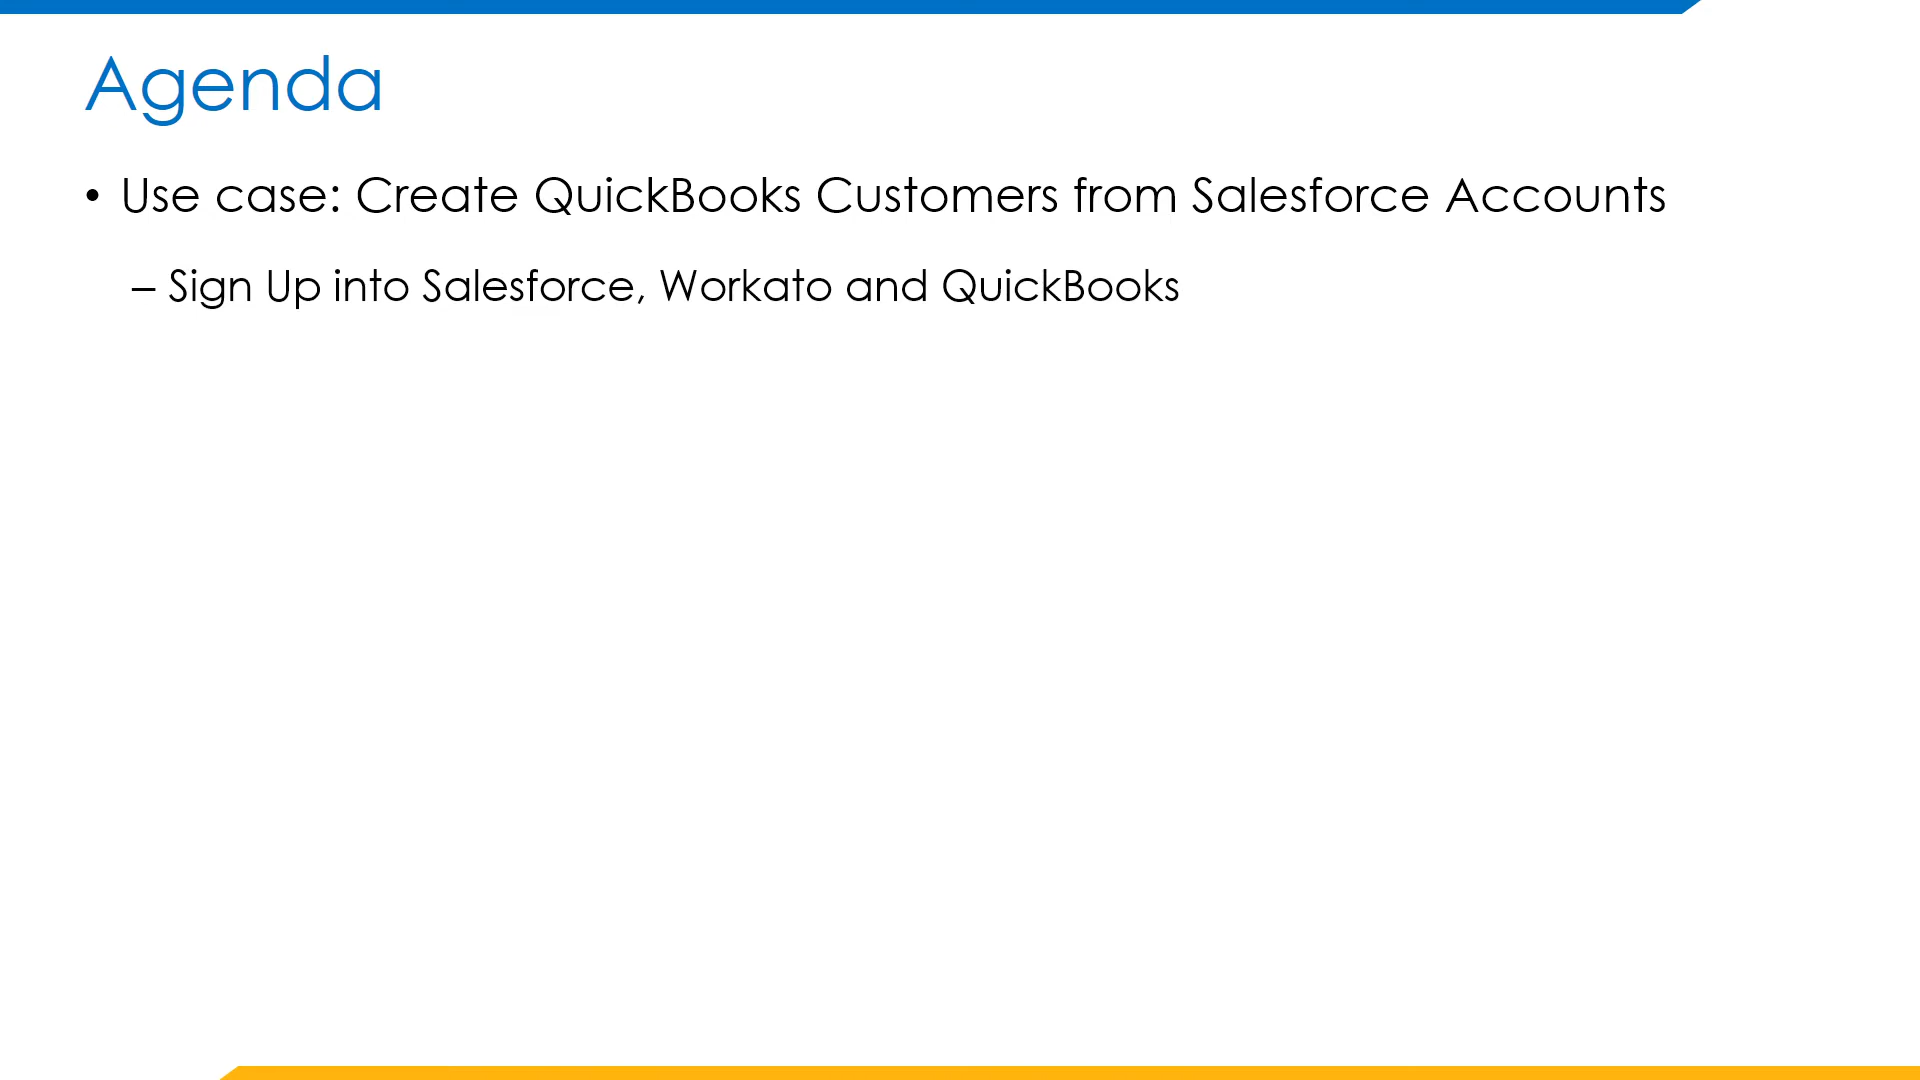 Agenda
• Use case: Create QuickBooks Customers from Salesforce Accounts
– Sign Up into Salesforce, Workato and QuickBooks